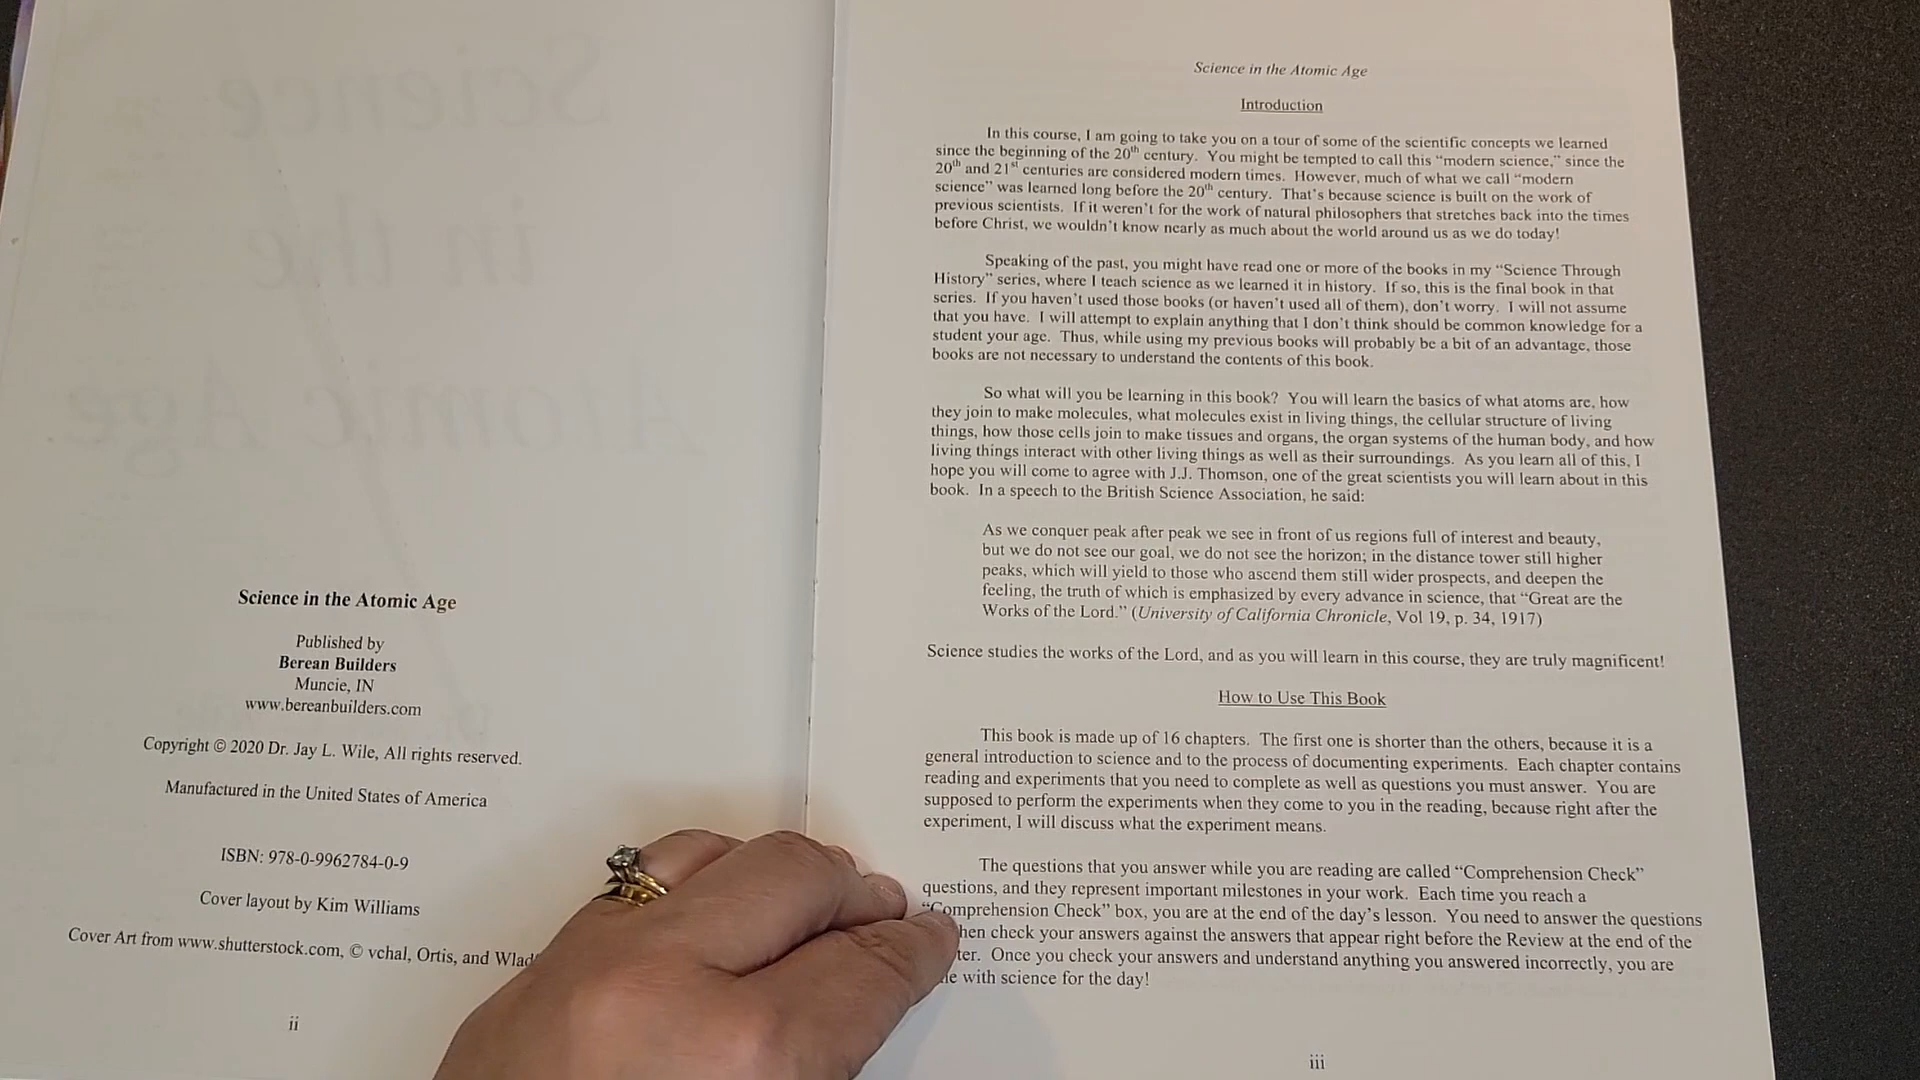 Science in the Atomic Age
Published by
Berean Builders
Muncie, IN
www.bereanbuilders.com
Copyright © 2020 Dr. Jay L. Wile, All rights reserved.
Manufactured in the United States of America
ISBN: 978-0-9962784-0-9
Cover layout by Kim Williams
Cover Art from www.shutterstock.com, © vchal, Ortis, and
ii
Science in the Atomic Age
Introduction
In this course, I am going to take you on a tour of some of the scientific concepts we learned
since the beginning of the 20th century. You might be tempted to call this “modern science,” since the
20th and 21st centuries are considered modern times. However, much of what we call “modern
science” was learned long before the 20th century. That’s because science is built on the work of
previous scientists. If it weren’t for the work of natural philosophers that stretches back into the times
before Christ, we wouldn’t know nearly as much about the world around us as we do today!
Speaking of the past, you might have read one or more of the books in my “Science Through
History” series, where I teach science as we learned it in history. If so, this is the final book in that
series. If you haven’t used those books (or haven’t used all of them), don’t worry. I will not assume
that you have. I will attempt to explain anything that I don’t think should be common knowledge for a
student your age. Thus, while using my previous books will probably be a bit of an advantage, those
books are not necessary to understand the contents of this book.
So what will you be learning in this book? You will learn the basics of what atoms are, how
they join to make molecules, what molecules exist in living things, the cellular structure of living
things, how those cells join to make tissues and organs, the organ systems of the human body, and how
living things interact with other living things as well as their surroundings. As you learn all of this, I
hope you will come to agree with J.J. Thomson, one of the great scientists you will learn about in this
book. In a speech to the British Science Association, he said:
As we conquer peak after peak we see in front of us regions full of interest and beauty,
but we do not see our goal, we do not see the horizon; in the distance tower still higher
peaks, which will yield to those who ascend them still wider prospects, and deepen the
feeling, the truth of which is emphasized by every advance in science, that “Great are the
Works of the Lord.” (University of California Chronicle, Vol 19, p. 34, 1917)
Science studies the works of the Lord, and as you will learn in this course, they are truly magnificent!
How to Use This Book
This book is made up of 16 chapters. The first one is shorter than the others, because it is a
general introduction to science and to the process of documenting experiments. Each chapter contains
reading and experiments that you need to complete as well as questions you must answer. You are
supposed to perform the experiments when they come to you in the reading, because right after the
experiment, I will discuss what the experiment means.
The questions that you answer while you are reading are called “Comprehension Check”
questions, and they represent important milestones in your work. Each time you reach a
“Comprehension Check” box, you are at the end of the day’s lesson. You need to answer the questions
check your answers against the answers that appear right before the Review at the end of the
Once you check your answers and understand anything you answered incorrectly, you are
with science for the day!
iii